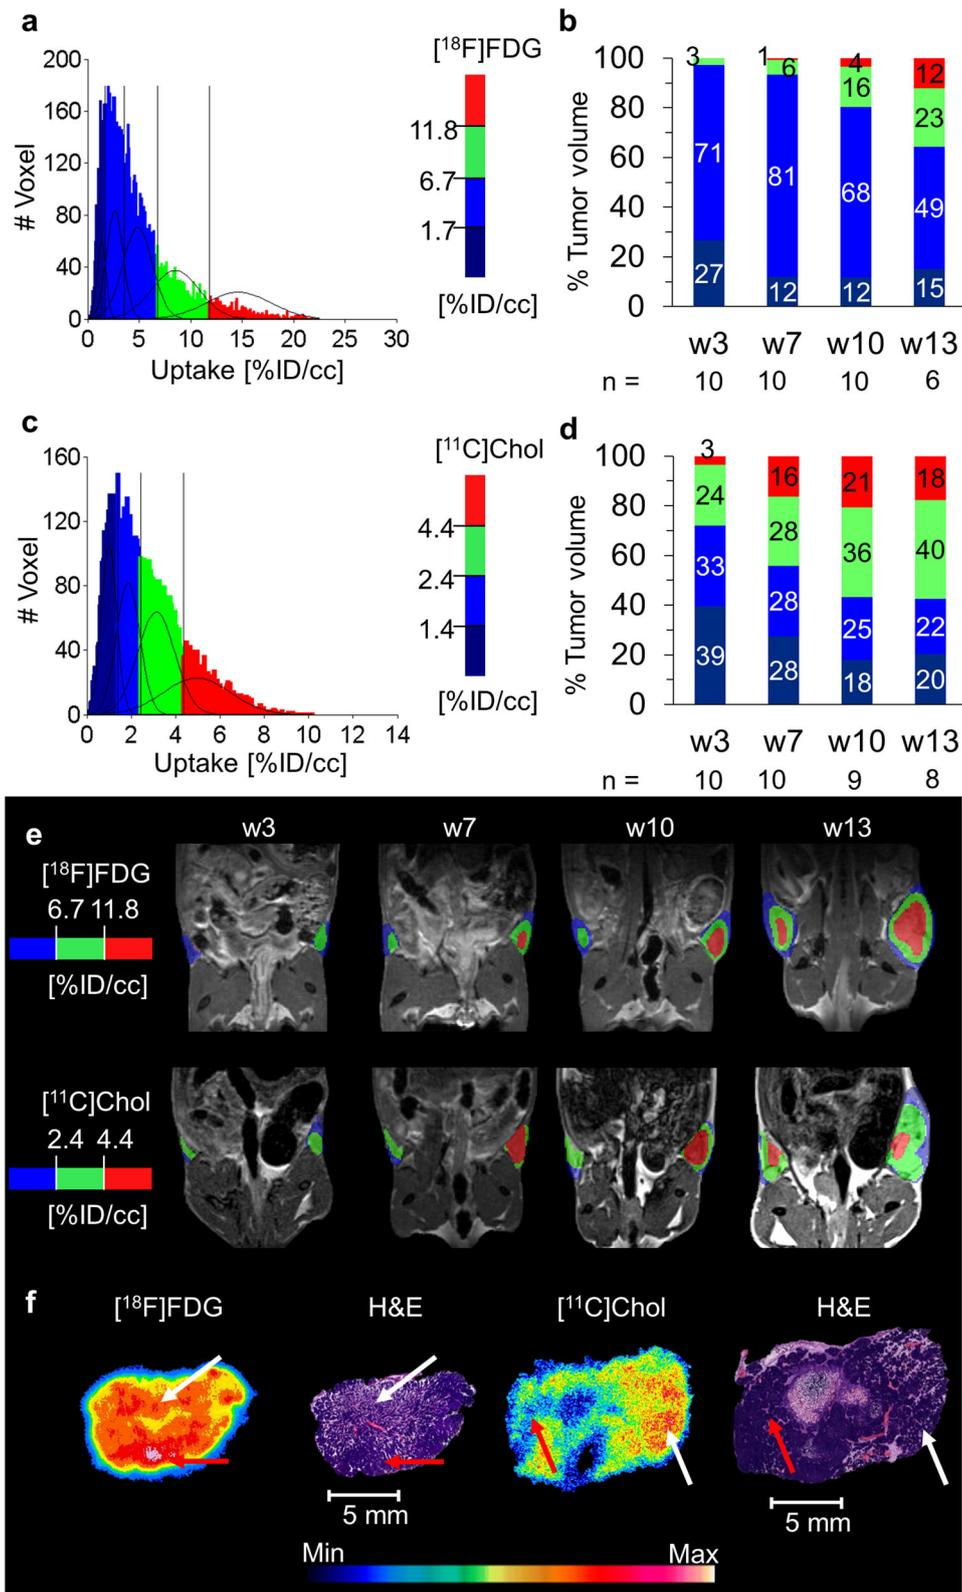 a
200
160
120
80
40
0
# Voxel
0 5 10 15 20 25 30
Uptake [%ID/cc]
[¹⁸F]FDG
11.8
6.7
1.7
[%ID/cc]
b
100
80
60
40
20
0
% Tumor volume
3 1 6 4 16 12 23
71 81 68 49
27 12 12 15
w3 w7 w10 w13
n = 10 10 10 6
c
160
120
80
40
0
# Voxel
0 2 4 6 8 10 12 14
Uptake [%ID/cc]
[¹¹C]Chol
4.4
2.4
1.4
[%ID/cc]
d
100
80
60
40
20
0
% Tumor volume
3 16 21 18
24 28 36 40
33 28 25 22
39 28 18 20
w3 w7 w10 w13
n = 10 10 9 8
e
w3 w7 w10 w13
[¹⁸F]FDG
6.7 11.8
[%ID/cc]
[¹¹C]Chol
2.4 4.4
[%ID/cc]
f
[¹⁸F]FDG H&E [¹¹C]Chol H&E
5 mm 5 mm
Min Max